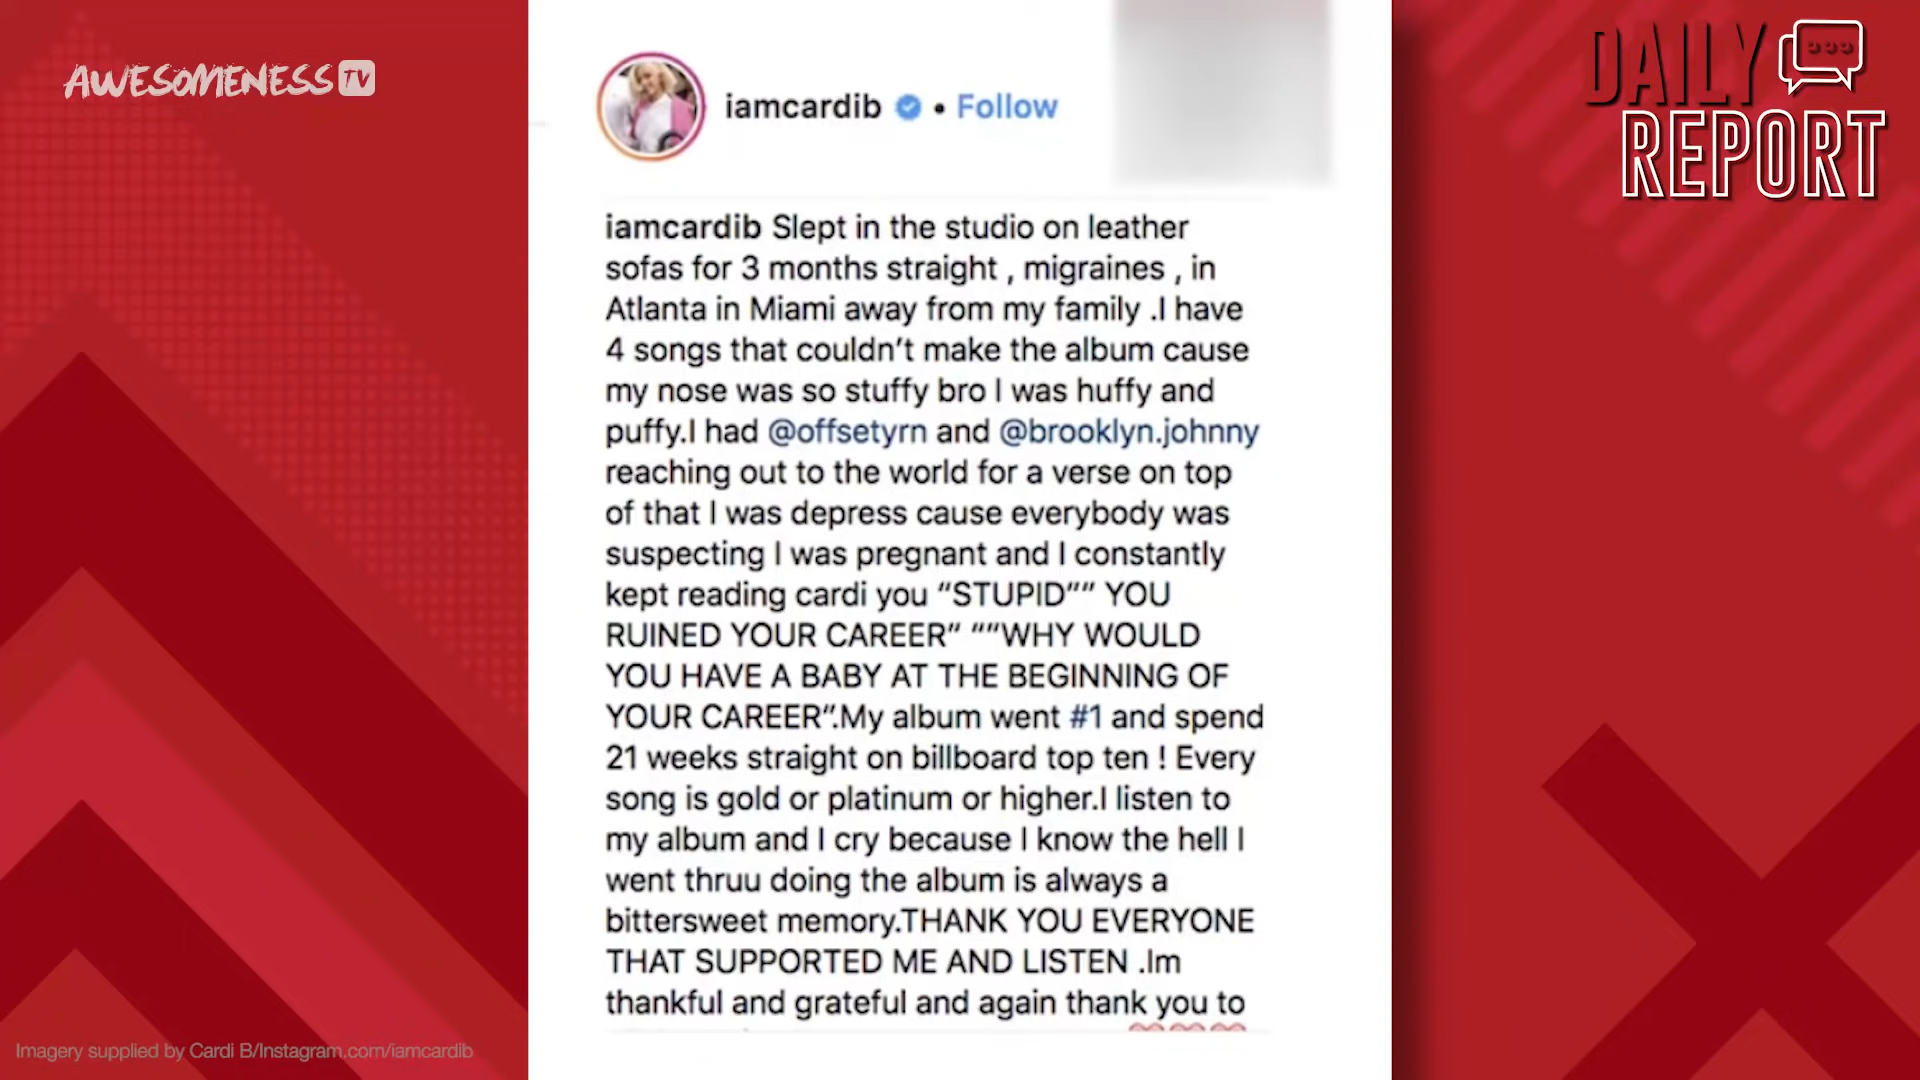 AWESOMENESS TV
DAILY
REPORT
iamcardib • Follow
iamcardib Slept in the studio on leather
sofas for 3 months straight , migraines , in
Atlanta in Miami away from my family .I have
4 songs that couldn't make the album cause
my nose was so stuffy bro I was huffy and
puffy.I had @offsetyrn and @brooklyn.johnny
reaching out to the world for a verse on top
of that I was depress cause everybody was
suspecting I was pregnant and I constantly
kept reading cardi you “STUPID”” YOU
RUINED YOUR CAREER” ““WHY WOULD
YOU HAVE A BABY AT THE BEGINNING OF
YOUR CAREER”.My album went #1 and spend
21 weeks straight on billboard top ten ! Every
song is gold or platinum or higher.I listen to
my album and I cry because I know the hell I
went thruu doing the album is always a
bittersweet memory.THANK YOU EVERYONE
THAT SUPPORTED ME AND LISTEN .Im
thankful and grateful and again thank you to
Imagery supplied by Cardi B/Instagram.com/iamcardib